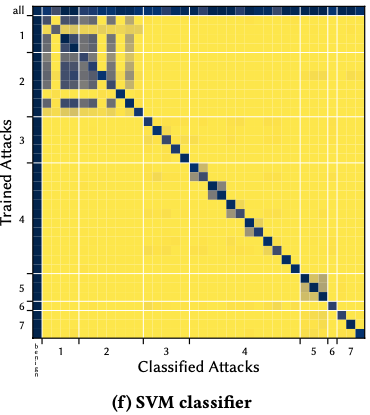 all
1
2
3
4
5
6
7
Trained Attacks
benign 1 2 3 4 5 6 7
Classified Attacks
(f) SVM classifier